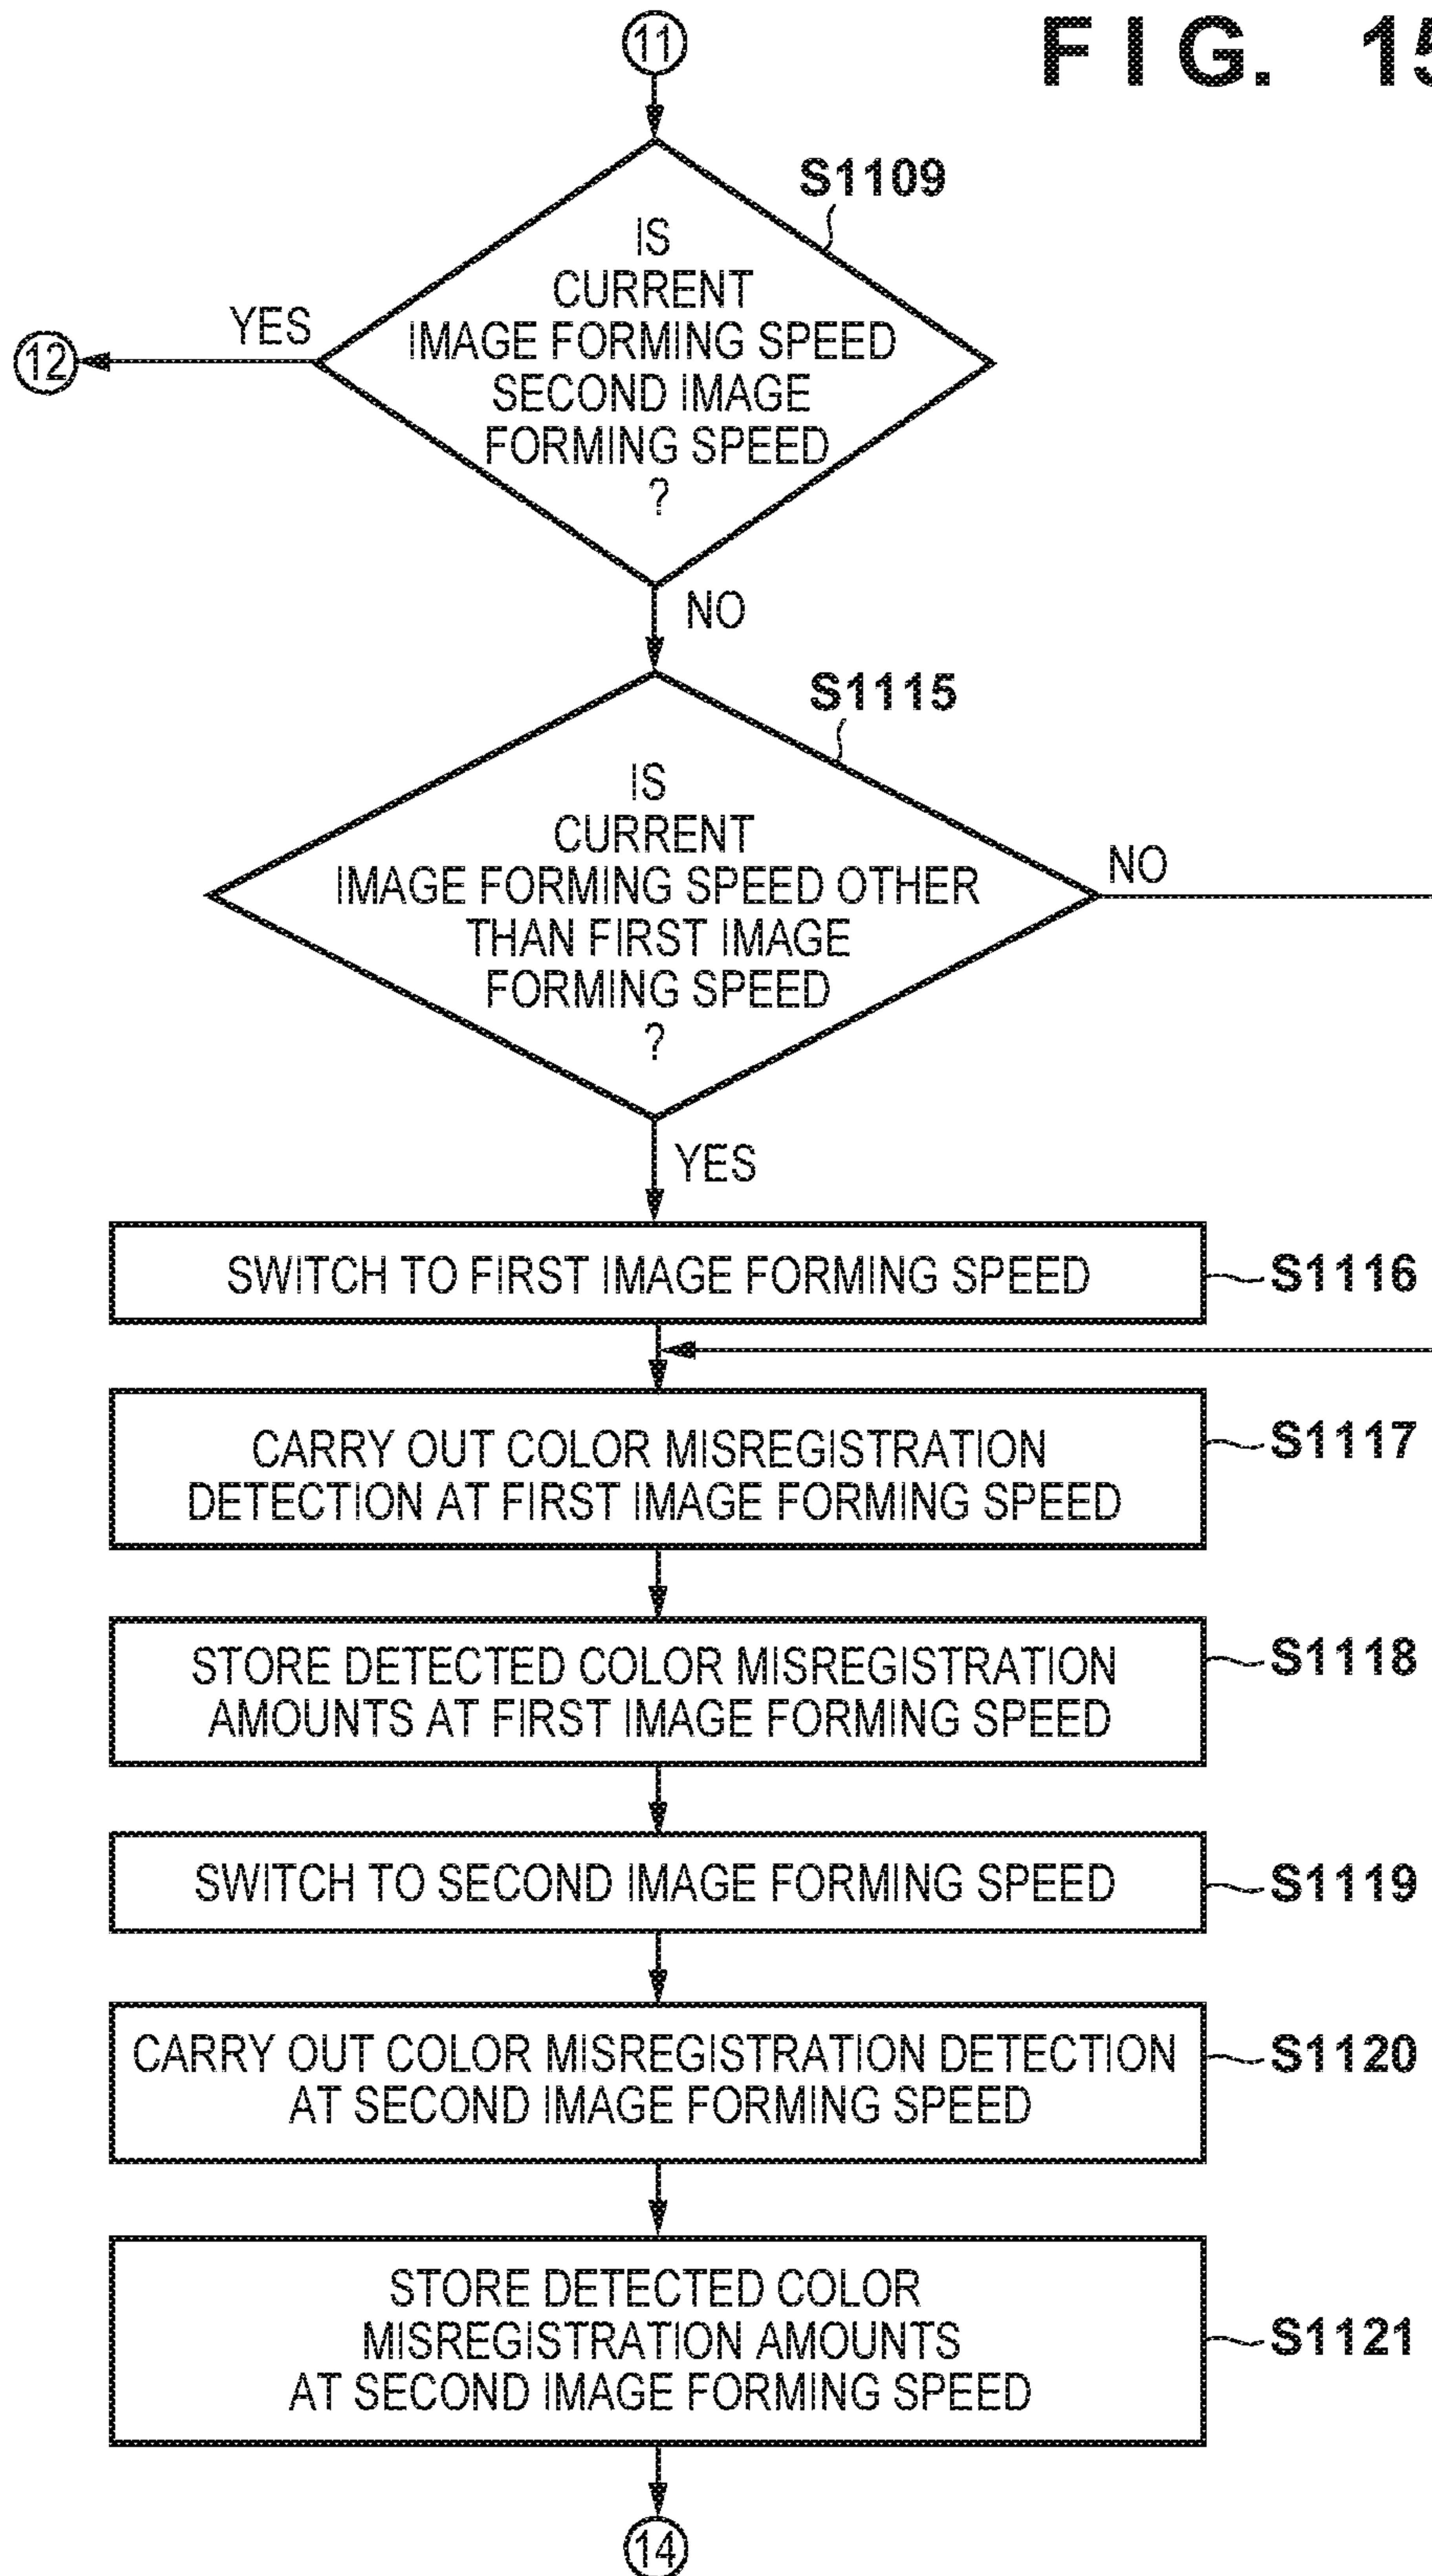 11
FIG. 15
S1109
IS
CURRENT
IMAGE FORMING SPEED
SECOND IMAGE
FORMING SPEED
?
YES
12
NO
S1115
IS
CURRENT
IMAGE FORMING SPEED OTHER
THAN FIRST IMAGE
FORMING SPEED
?
NO
YES
SWITCH TO FIRST IMAGE FORMING SPEED
S1116
CARRY OUT COLOR MISREGISTRATION
DETECTION AT FIRST IMAGE FORMING SPEED
S1117
STORE DETECTED COLOR MISREGISTRATION
AMOUNTS AT FIRST IMAGE FORMING SPEED
S1118
SWITCH TO SECOND IMAGE FORMING SPEED
S1119
CARRY OUT COLOR MISREGISTRATION DETECTION
AT SECOND IMAGE FORMING SPEED
S1120
STORE DETECTED COLOR
MISREGISTRATION AMOUNTS
AT SECOND IMAGE FORMING SPEED
S1121
14